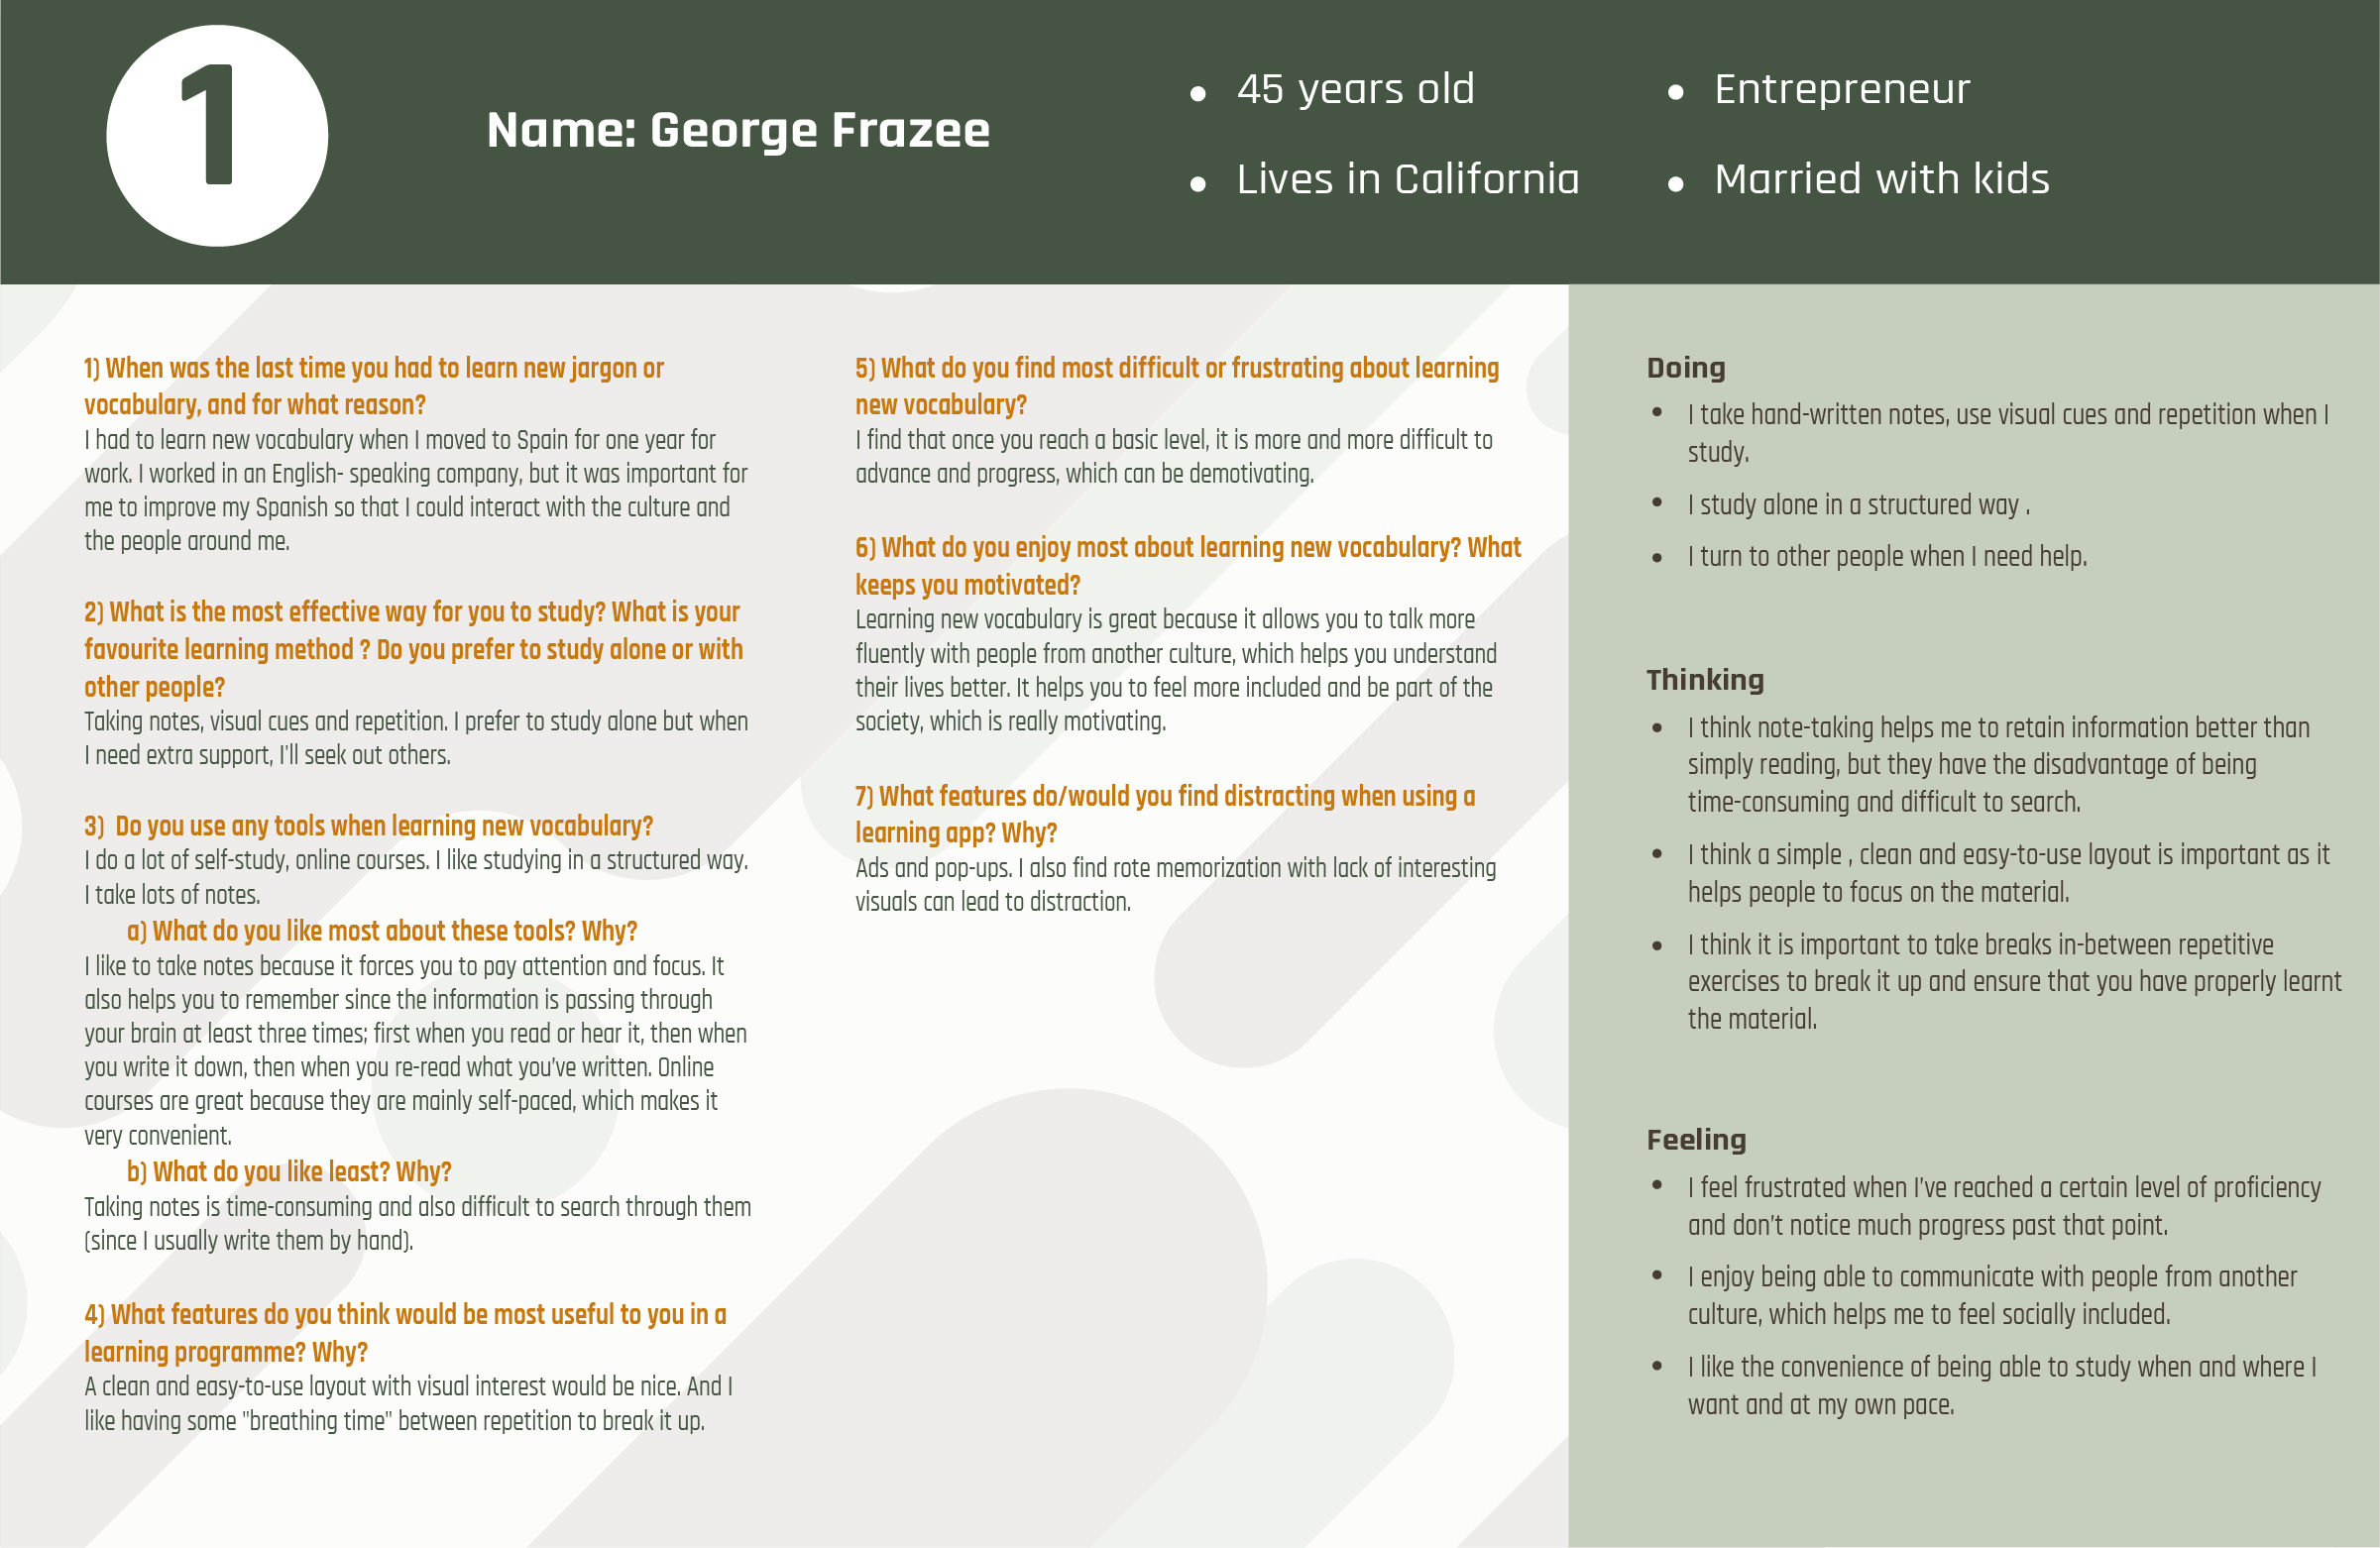 1
Name: George Frazee
• 45 years old
• Lives in California
• Entrepreneur
• Married with kids
1) When was the last time you had to learn new jargon or
vocabulary, and for what reason?
I had to learn new vocabulary when I moved to Spain for one year for
work. I worked in an English- speaking company, but it was important for
me to improve my Spanish so that I could interact with the culture and
the people around me.
2) What is the most effective way for you to study? What is your
favourite learning method ? Do you prefer to study alone or with
other people?
Taking notes, visual cues and repetition. I prefer to study alone but when
I need extra support, I'll seek out others.
3)  Do you use any tools when learning new vocabulary?
I do a lot of self-study, online courses. I like studying in a structured way.
I take lots of notes.
a) What do you like most about these tools? Why?
I like to take notes because it forces you to pay attention and focus. It
also helps you to remember since the information is passing through
your brain at least three times; first when you read or hear it, then when
you write it down, then when you re-read what you've written. Online
courses are great because they are mainly self-paced, which makes it
very convenient.
b) What do you like least? Why?
Taking notes is time-consuming and also difficult to search through them
(since I usually write them by hand).
4) What features do you think would be most useful to you in a
learning programme? Why?
A clean and easy-to-use layout with visual interest would be nice. And I
like having some "breathing time" between repetition to break it up.
5) What do you find most difficult or frustrating about learning
new vocabulary?
I find that once you reach a basic level, it is more and more difficult to
advance and progress, which can be demotivating.
6) What do you enjoy most about learning new vocabulary? What
keeps you motivated?
Learning new vocabulary is great because it allows you to talk more
fluently with people from another culture, which helps you understand
their lives better. It helps you to feel more included and be part of the
society, which is really motivating.
7) What features do/would you find distracting when using a
learning app? Why?
Ads and pop-ups. I also find rote memorization with lack of interesting
visuals can lead to distraction.
Doing
• I take hand-written notes, use visual cues and repetition when I
study.
• I study alone in a structured way .
• I turn to other people when I need help.
Thinking
• I think note-taking helps me to retain information better than
simply reading, but they have the disadvantage of being
time-consuming and difficult to search.
• I think a simple , clean and easy-to-use layout is important as it
helps people to focus on the material.
• I think it is important to take breaks in-between repetitive
exercises to break it up and ensure that you have properly learnt
the material.
Feeling
• I feel frustrated when I've reached a certain level of proficiency
and don't notice much progress past that point.
• I enjoy being able to communicate with people from another
culture, which helps me to feel socially included.
• I like the convenience of being able to study when and where I
want and at my own pace.